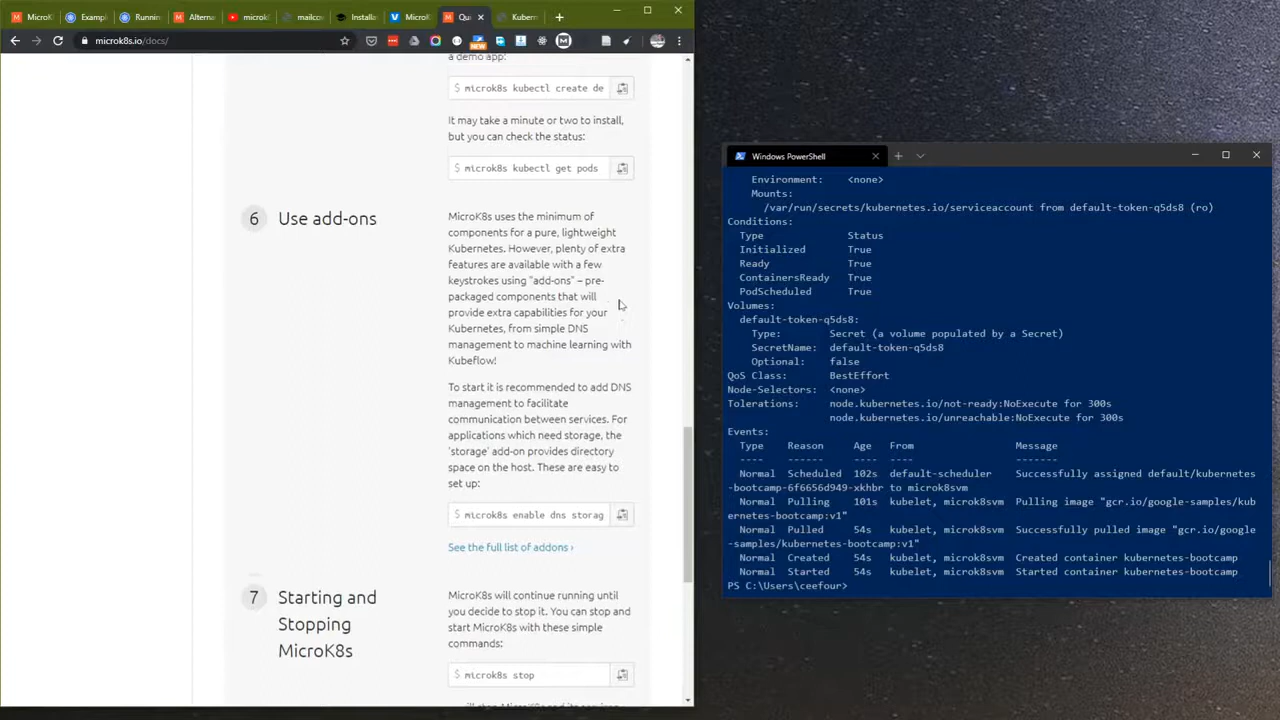 MicroK
Example
Running
Alterna
microk8
mailco
Installa
MicroK
Qui
Kubern
microk8s.io/docs/
NEW
a demo app:
$ microk8s kubectl create de
It may take a minute or two to install,
but you can check the status:
$ microk8s kubectl get pods
6 Use add-ons
MicroK8s uses the minimum of
components for a pure, lightweight
Kubernetes. However, plenty of extra
features are available with a few
keystrokes using "add-ons" – pre-
packaged components that will
provide extra capabilities for your
Kubernetes, from simple DNS
management to machine learning with
Kubeflow!
To start it is recommended to add DNS
management to facilitate
communication between services. For
applications which need storage, the
'storage' add-on provides directory
space on the host. These are easy to
set up:
$ microk8s enable dns storag
See the full list of addons ›
7 Starting and
Stopping
MicroK8s
MicroK8s will continue running until
you decide to stop it. You can stop and
start MicroK8s with these simple
commands:
$ microk8s stop
Windows PowerShell
Environment: <none>
Mounts:
/var/run/secrets/kubernetes.io/serviceaccount from default-token-q5ds8 (ro)
Conditions:
Type Status
Initialized True
Ready True
ContainersReady True
PodScheduled True
Volumes:
default-token-q5ds8:
Type: Secret (a volume populated by a Secret)
SecretName: default-token-q5ds8
Optional: false
QoS Class: BestEffort
Node-Selectors: <none>
Tolerations: node.kubernetes.io/not-ready:NoExecute for 300s
node.kubernetes.io/unreachable:NoExecute for 300s
Events:
Type Reason Age From Message
---- ------ ---- ---- -------
Normal Scheduled 102s default-scheduler Successfully assigned default/kubernetes
-bootcamp-6f6656d949-xkhbr to microk8svm
Normal Pulling 101s kubelet, microk8svm Pulling image "gcr.io/google-samples/kub
ernetes-bootcamp:v1"
Normal Pulled 54s kubelet, microk8svm Successfully pulled image "gcr.io/google
-samples/kubernetes-bootcamp:v1"
Normal Created 54s kubelet, microk8svm Created container kubernetes-bootcamp
Normal Started 54s kubelet, microk8svm Started container kubernetes-bootcamp
PS C:\Users\ceefour>